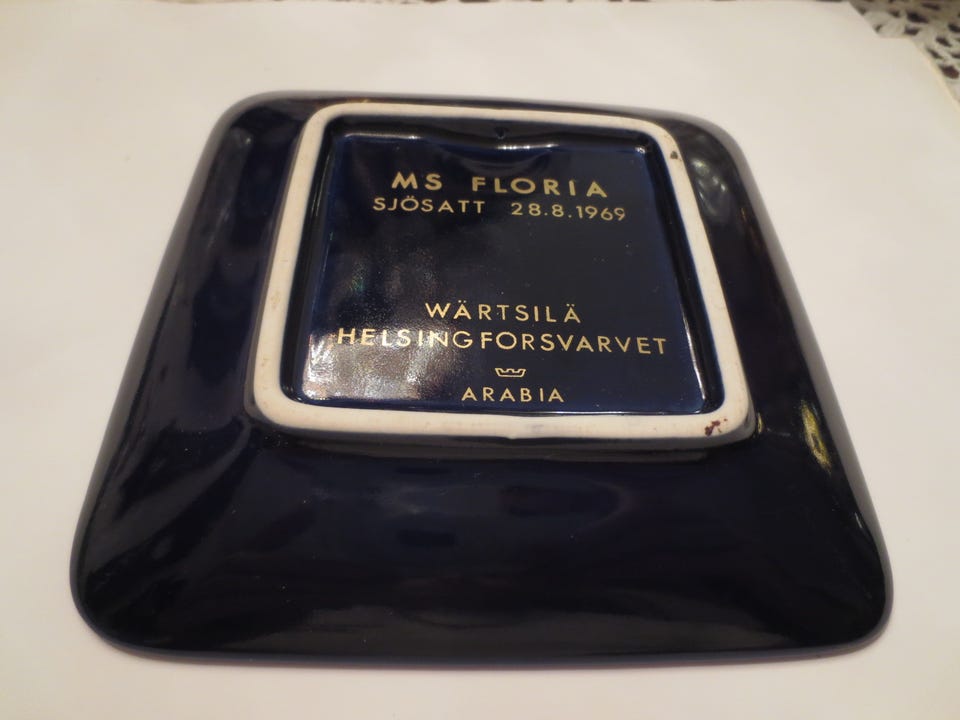 MS FLORIA
SJÖSATT 28.8.1969
WÄRTSILÄ
HELSINGFORSVARVET
ARABIA